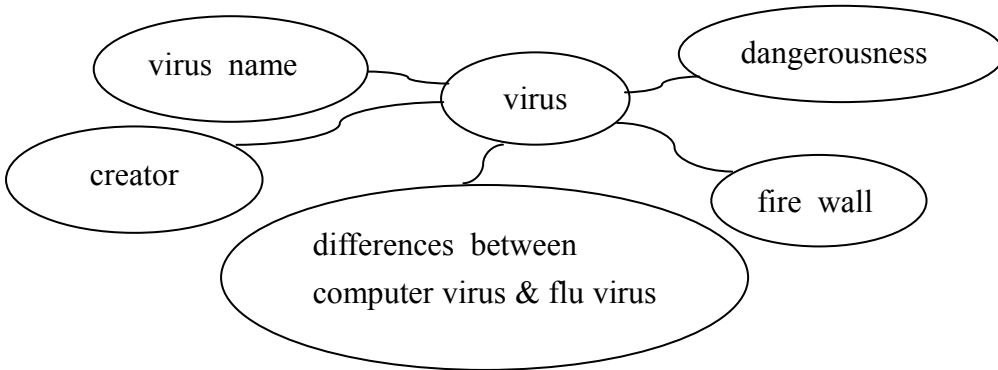 virus name
virus
dangerousness
creator
fire wall
differences between
computer virus & flu virus